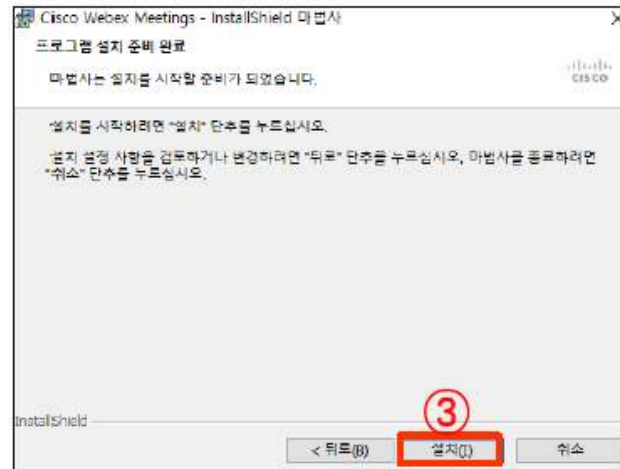 Cisco Webex Meetings - InstallShield 마법사
프로그램 설치 준비 완료
마법사는 설치를 시작할 준비가 되었습니다.
CISCO
설치를 시작하려면 "설치" 단추를 누르십시오.
설치 설정 사항을 검토하거나 변경하려면 "뒤로" 단추를 누르십시오, 마법사를 종료하려면
"취소" 단추를 누르십시오.
③
InstallShield
< 뒤로(B) 설치(I) 취소